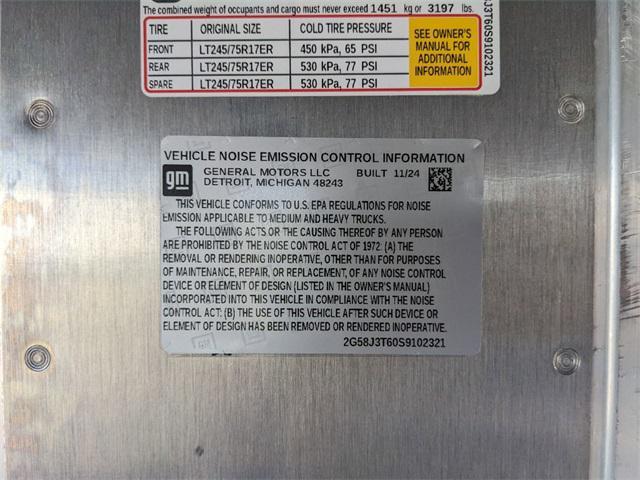 The combined weight of occupants and cargo must never exceed 1451 kg or 3197 lbs.
TIRE ORIGINAL SIZE COLD TIRE PRESSURE
FRONT LT245/75R17ER 450 kPa, 65 PSI
REAR LT245/75R17ER 530 kPa, 77 PSI
SPARE LT245/75R17ER 530 kPa, 77 PSI
SEE OWNER'S
MANUAL FOR
ADDITIONAL
INFORMATION
J3T60S9102321
VEHICLE NOISE EMISSION CONTROL INFORMATION
gm
GENERAL MOTORS LLC BUILT 11/24
DETROIT, MICHIGAN 48243
THIS VEHICLE CONFORMS TO U.S. EPA REGULATIONS FOR NOISE
EMISSION APPLICABLE TO MEDIUM AND HEAVY TRUCKS.
THE FOLLOWING ACTS OR THE CAUSING THEREOF BY ANY PERSON
ARE PROHIBITED BY THE NOISE CONTROL ACT OF 1972: (A) THE
REMOVAL OR RENDERING INOPERATIVE, OTHER THAN FOR PURPOSES
OF MAINTENANCE, REPAIR, OR REPLACEMENT, OF ANY NOISE CONTROL
DEVICE OR ELEMENT OF DESIGN (LISTED IN THE OWNER'S MANUAL)
INCORPORATED INTO THIS VEHICLE IN COMPLIANCE WITH THE NOISE
CONTROL ACT: (B) THE USE OF THIS VEHICLE AFTER SUCH DEVICE OR
ELEMENT OF DESIGN HAS BEEN REMOVED OR RENDERED INOPERATIVE.
2G58J3T60S9102321